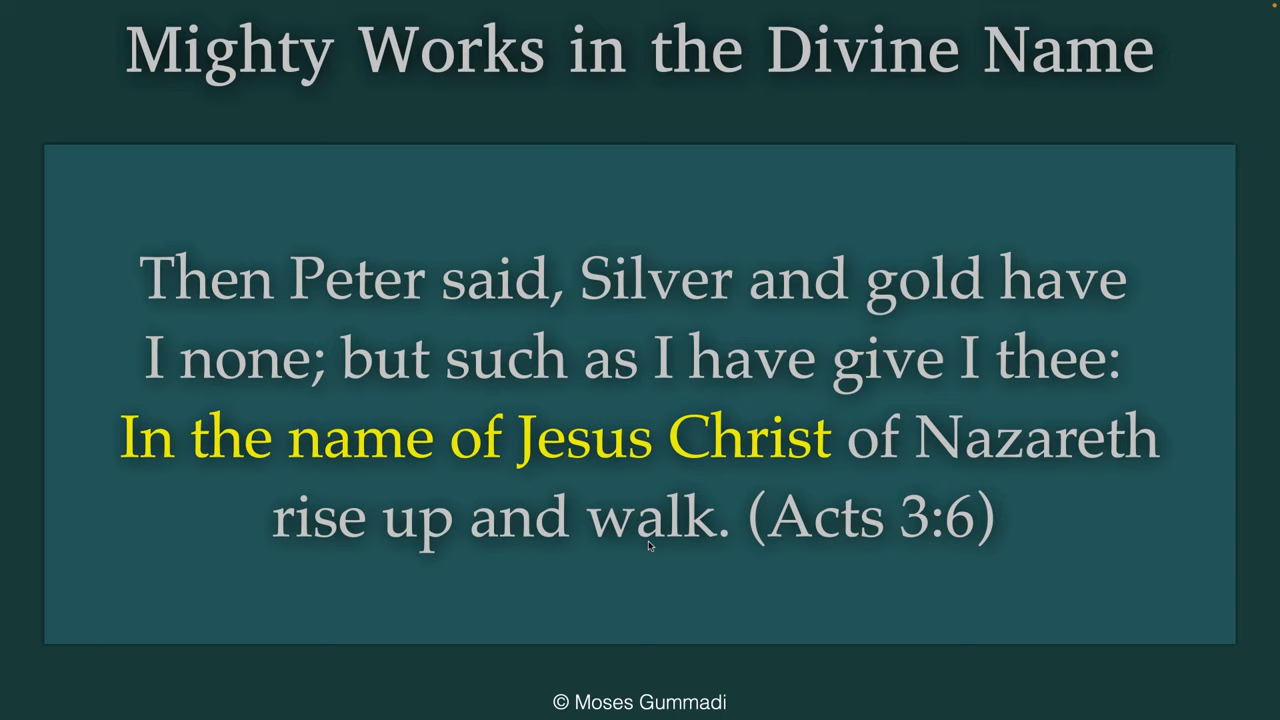 Mighty Works in the Divine Name
Then Peter said, Silver and gold have
I none; but such as I have give I thee:
In the name of Jesus Christ of Nazareth
rise up and walk. (Acts 3:6)
© Moses Gummadi